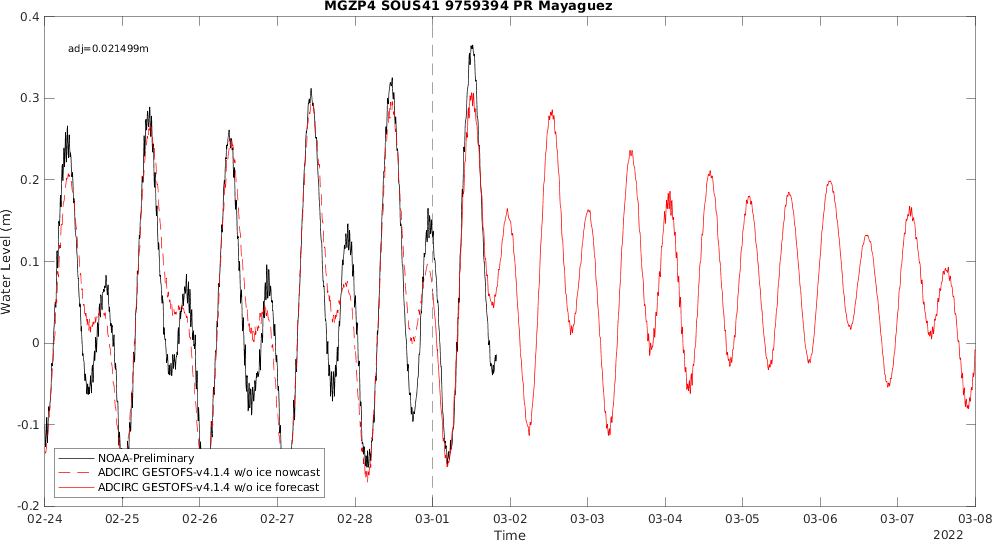 MGZP4 SOUS41 9759394 PR Mayaguez
adj=0.021499m
Water Level (m)
0.4
0.3
0.2
0.1
0
-0.1
-0.2
NOAA-Preliminary
ADCIRC GESTOFS-v4.1.4 w/o ice nowcast
ADCIRC GESTOFS-v4.1.4 w/o ice forecast
02-24 02-25 02-26 02-27 02-28 03-01 03-02 03-03 03-04 03-05 03-06 03-07 03-08
Time
2022